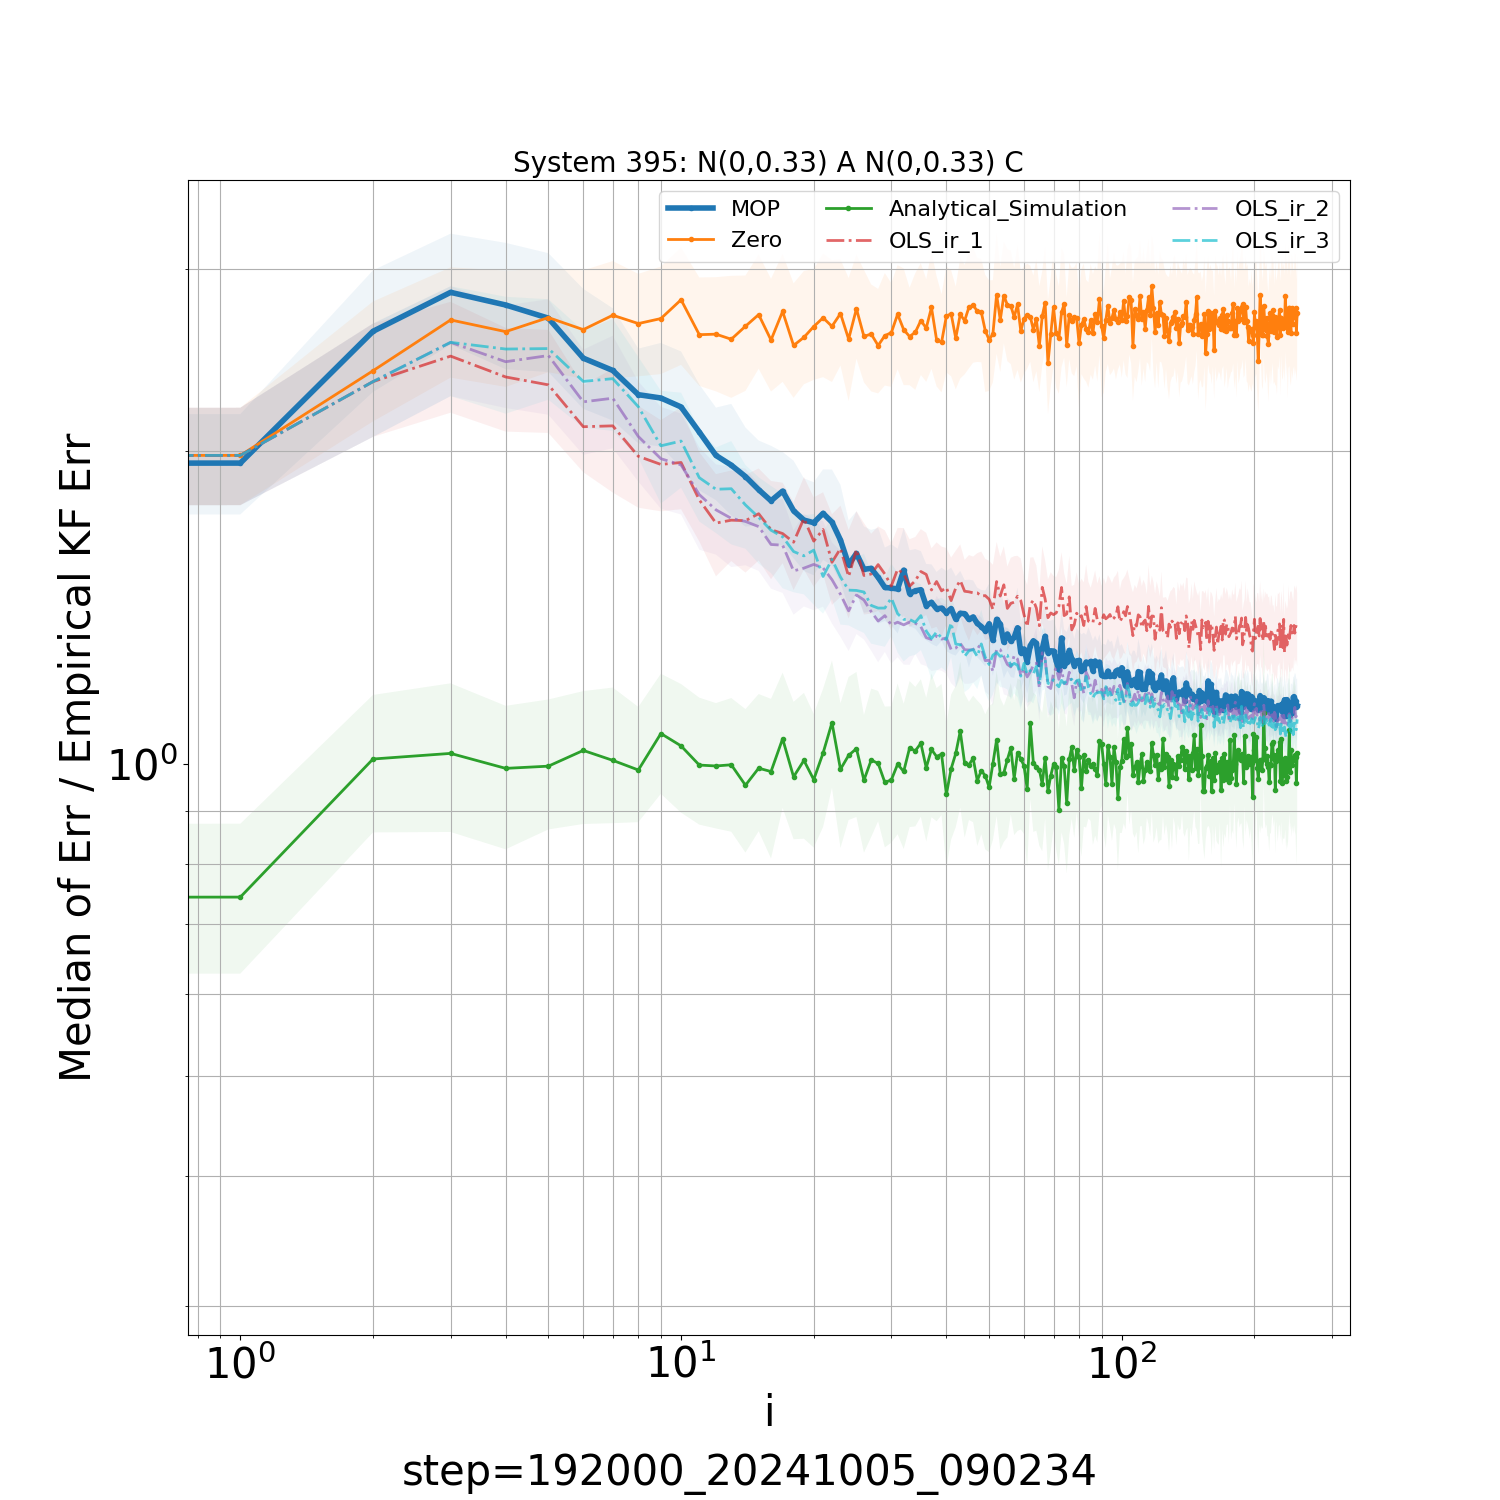 System 395: N(0,0.33) A N(0,0.33) C
MOP
Zero
Analytical_Simulation
OLS_ir_1
OLS_ir_2
OLS_ir_3
Median of Err / Empirical KF Err
10⁰
10⁰
10¹
10²
i
step=192000_20241005_090234